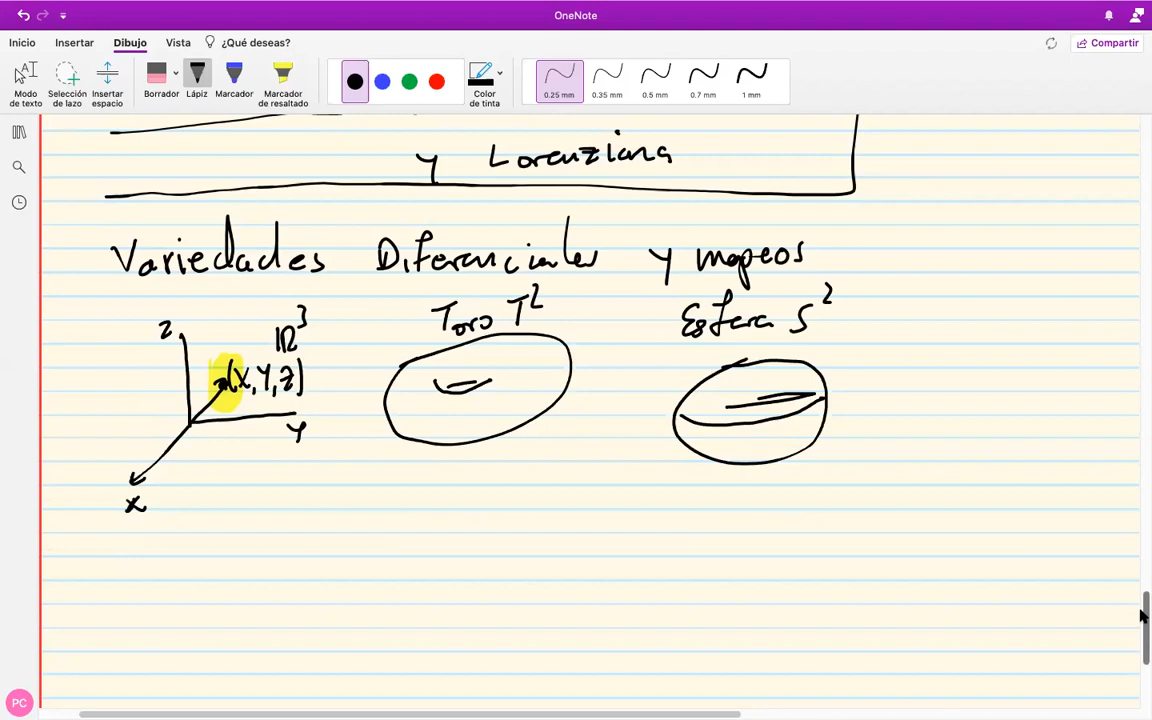 OneNote
Inicio Insertar Dibujo Vista ¿Qué deseas? Compartir
Modo de texto
Selección de lazo
Insertar espacio
Borrador
Lápiz
Marcador
Marcador de resaltado
Color de tinta
0.25 mm 0.35 mm 0.5 mm 0.7 mm 1 mm
y Lorenziana
Variedades Diferenciales y mapeos
Z ℝ³ Toro T² Esfera S²
(x, y, z)
y
x
PC